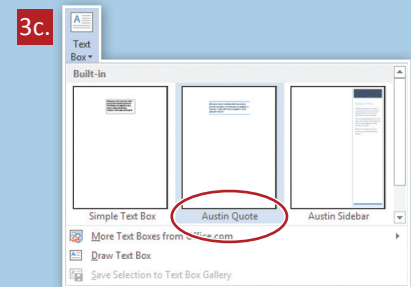 3c.
A
Text
Box
Built-in
Simple Text Box
Austin Quote
Austin Sidebar
More Text Boxes from Office.com
Draw Text Box
Save Selection to Text Box Gallery